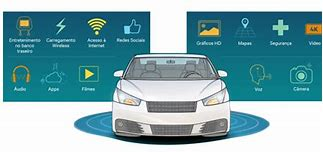 Entretenimento
no banco
traseiro
Carregamento
Wireless
Acesso à
Internet
Redes Sociais
Áudio
Apps
Filmes
Gráficos HD
Mapas
Segurança
4K
Vídeo
Voz
Câmera